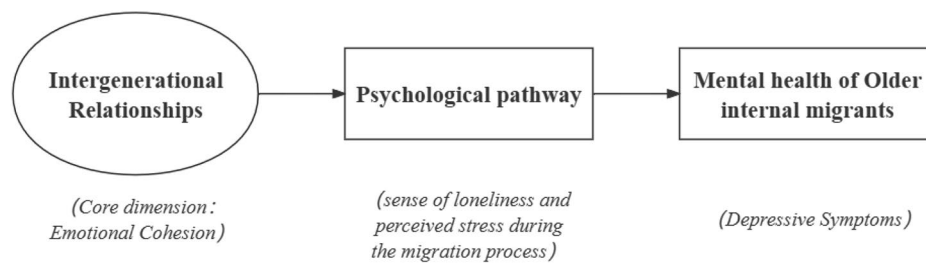 Intergenerational
Relationships
Psychological pathway
Mental health of Older
internal migrants
(Core dimension:
Emotional Cohesion)
(sense of loneliness and
perceived stress during
the migration process)
(Depressive Symptoms)